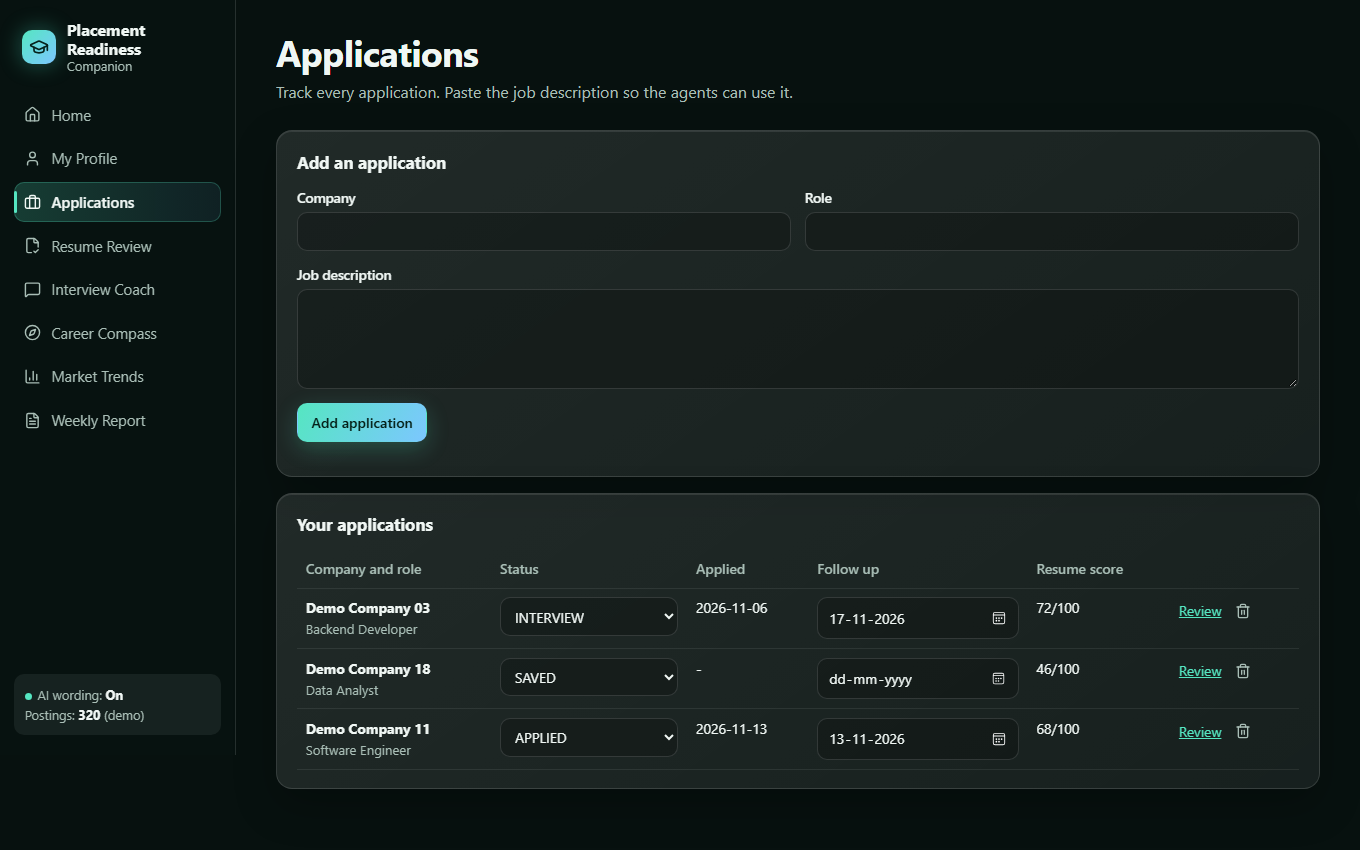 Placement
Readiness
Companion
Home
My Profile
Applications
Resume Review
Interview Coach
Career Compass
Market Trends
Weekly Report
AI wording: On
Postings: 320 (demo)
Applications
Track every application. Paste the job description so the agents can use it.
Add an application
Company Role
Job description
Add application
Your applications
Company and role Status Applied Follow up Resume score
Demo Company 03 INTERVIEW 2026-11-06 17-11-2026 72/100 Review
Backend Developer
Demo Company 18 SAVED - dd-mm-yyyy 46/100 Review
Data Analyst
Demo Company 11 APPLIED 2026-11-13 13-11-2026 68/100 Review
Software Engineer